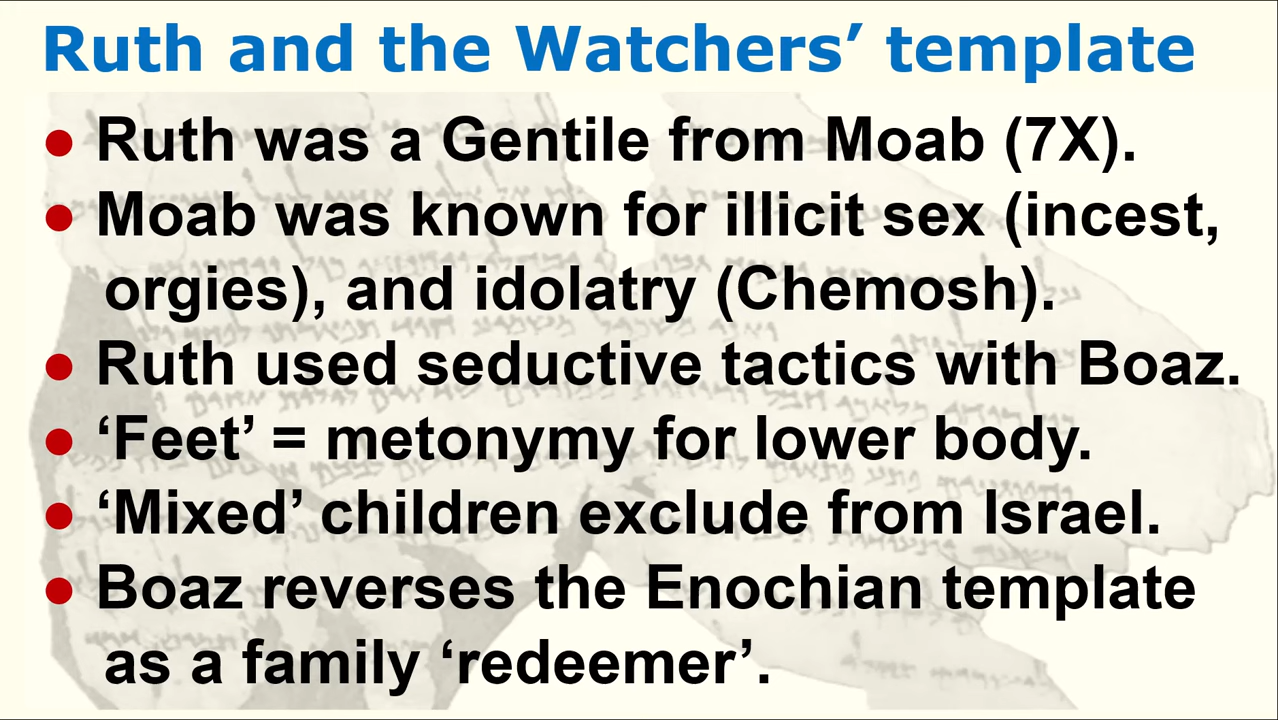 Ruth and the Watchers’ template
● Ruth was a Gentile from Moab (7X).
● Moab was known for illicit sex (incest,
orgies), and idolatry (Chemosh).
● Ruth used seductive tactics with Boaz.
● ‘Feet’ = metonymy for lower body.
● ‘Mixed’ children exclude from Israel.
● Boaz reverses the Enochian template
as a family ‘redeemer’.